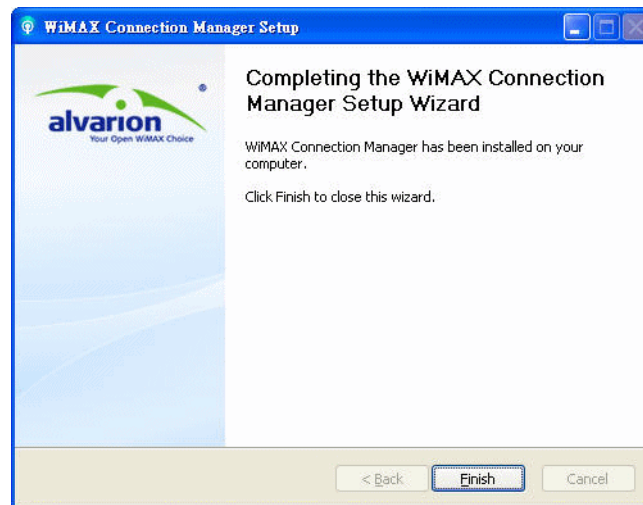 WiMAX Connection Manager Setup
alvarion
®
Your Open WiMAX Choice
Completing the WiMAX Connection
Manager Setup Wizard
WiMAX Connection Manager has been installed on your
computer.
Click Finish to close this wizard.
< Back
Finish
Cancel